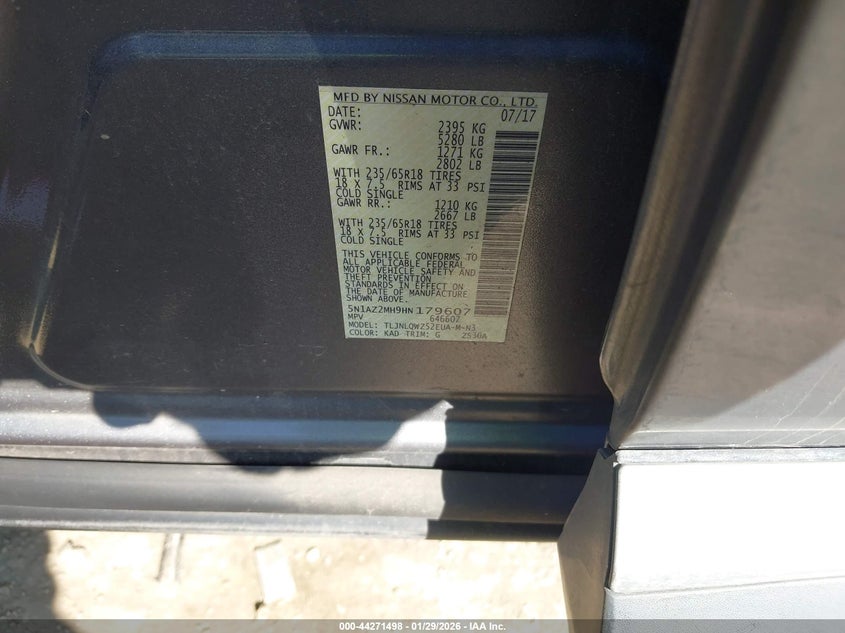 MFD BY NISSAN MOTOR CO., LTD.
DATE: 07/17
GVWR: 2395 KG
5280 LB
GAWR FR.: 1271 KG
2802 LB
WITH 235/65R18 TIRES
18 X 7.5 RIMS AT 33 PSI
COLD SINGLE
GAWR RR.: 1210 KG
2667 LB
WITH 235/65R18 TIRES
18 X 7.5 RIMS AT 33 PSI
COLD SINGLE
THIS VEHICLE CONFORMS TO
ALL APPLICABLE FEDERAL
MOTOR VEHICLE SAFETY AND
THEFT PREVENTION
STANDARDS IN EFFECT ON
THE DATE OF MANUFACTURE
SHOWN ABOVE.
5N1AZ2MH9HN179607
MPV 646607
MODEL: TLJNLQWZ52EUA-M-N3
COLOR: KAD TRIM: G 2S30A
000-44271498 - 01/29/2026 - IAA Inc.